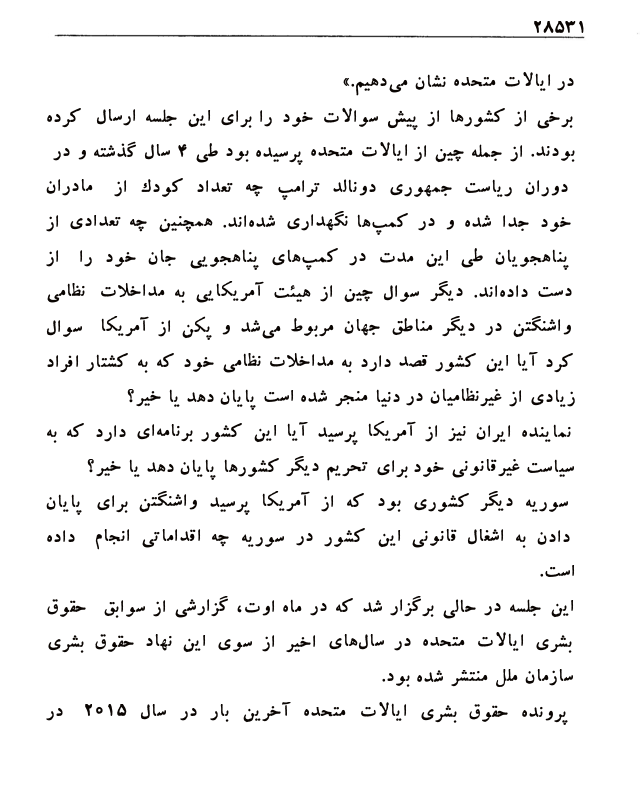 ۲۸۵۳۱
در ایالات متحده نشان می‌دهیم.»
برخی از کشورها از پیش سوالات خود را برای این جلسه ارسال کرده
بودند. از جمله چین از ایالات متحده پرسیده بود طی ۴ سال گذشته و در
دوران ریاست جمهوری دونالد ترامپ چه تعداد کودك از مادران
خود جدا شده و در کمپ‌ها نگهداری شده‌اند. همچنین چه تعدادی از
پناهجویان طی این مدت در کمپ‌های پناهجویی جان خود را از
دست داده‌اند. دیگر سوال چین از هیئت آمریکایی به مداخلات نظامی
واشنگتن در دیگر مناطق جهان مربوط می‌شد و پکن از آمریکا سوال
کرد آیا این کشور قصد دارد به مداخلات نظامی خود که به کشتار افراد
زیادی از غیرنظامیان در دنیا منجر شده است پایان دهد یا خیر؟
نماینده ایران نیز از آمریکا پرسید آیا این کشور برنامه‌ای دارد که به
سیاست غیرقانونی خود برای تحریم دیگر کشورها پایان دهد یا خیر؟
سوریه دیگر کشوری بود که از آمریکا پرسید واشنگتن برای پایان
دادن به اشغال قانونی این کشور در سوریه چه اقداماتی انجام داده
است.
این جلسه در حالی برگزار شد که در ماه اوت، گزارشی از سوابق حقوق
بشری ایالات متحده در سال‌های اخیر از سوی این نهاد حقوق بشری
سازمان ملل منتشر شده بود.
پرونده حقوق بشری ایالات متحده آخرین بار در سال ۲۰۱۵ در